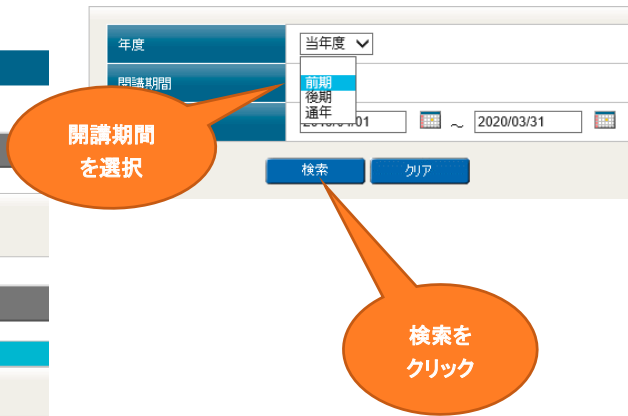 年度
当年度
開講期間
前期
後期
通年
～ 2020/03/31
検索
クリア
開講期間
を選択
検索を
クリック